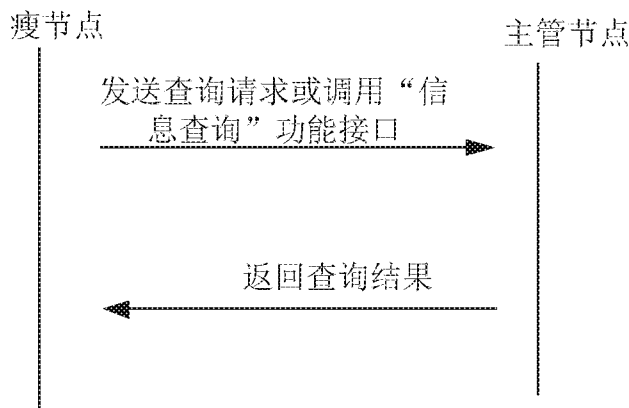 瘦节点
主管节点
发送查询请求或调用“信
息查询”功能接口
返回查询结果